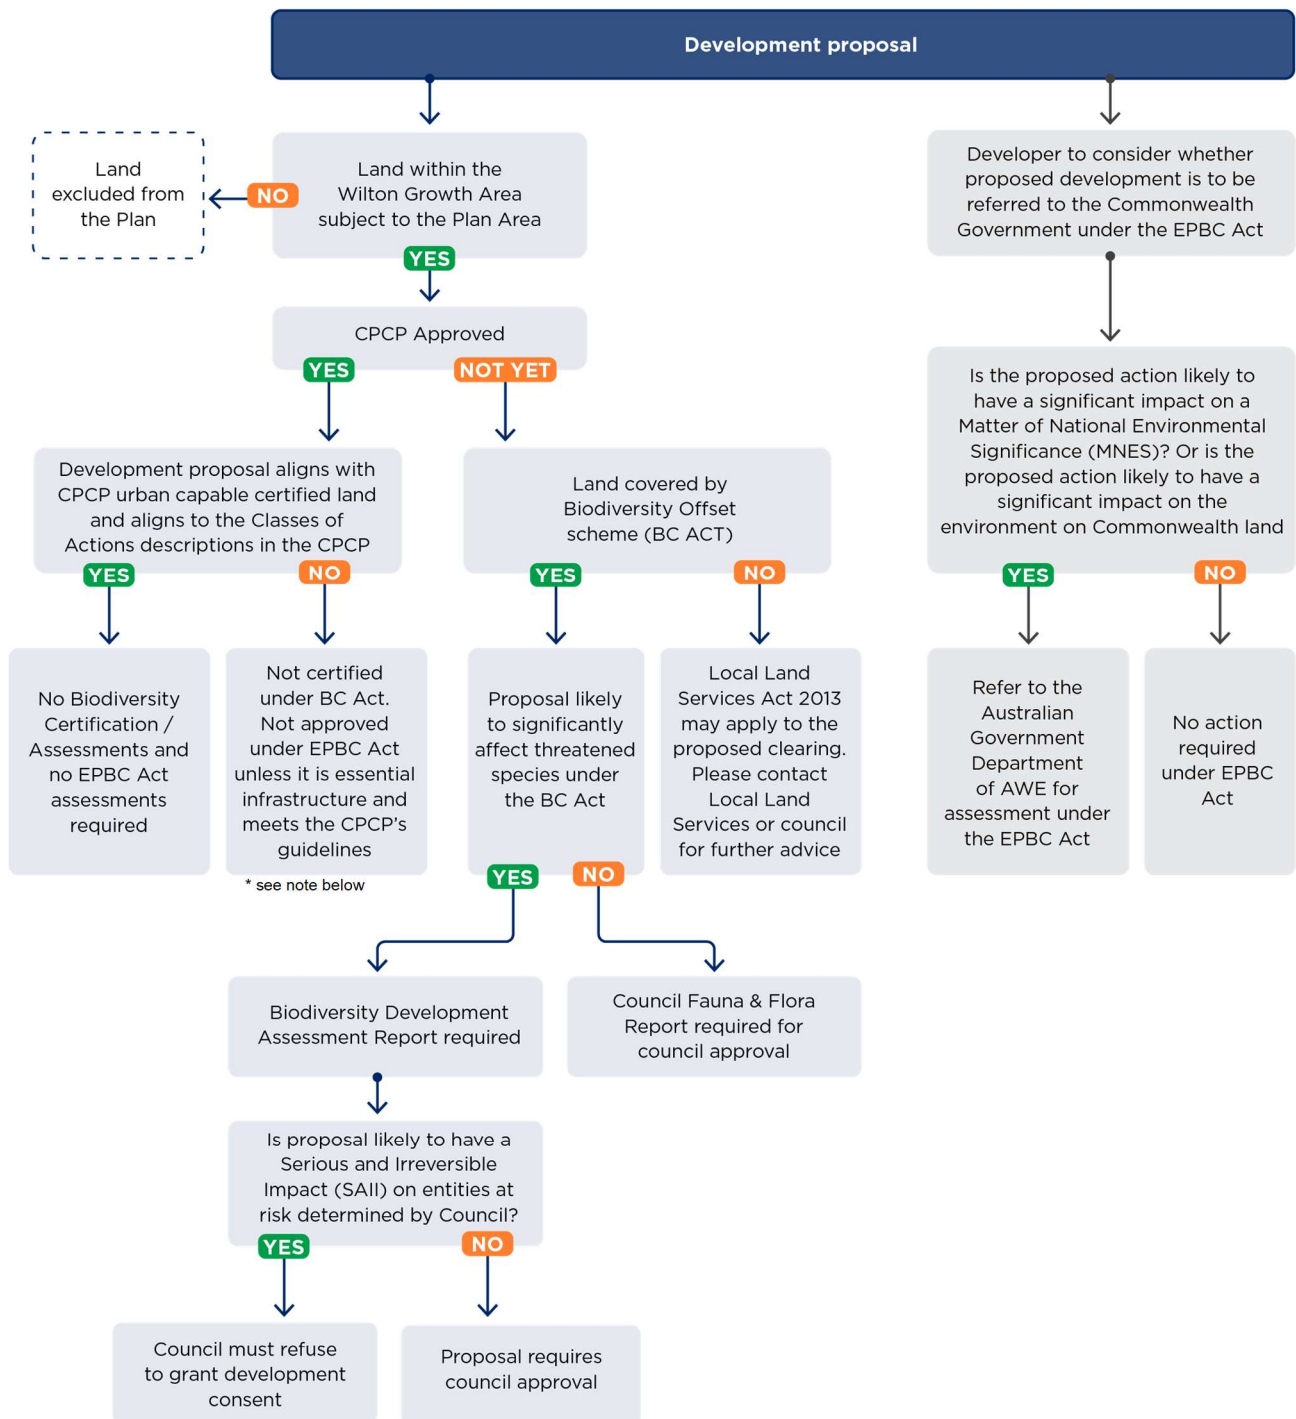 Development proposal
Land
excluded from
the Plan
NO
Land within the
Wilton Growth Area
subject to the Plan Area
YES
Developer to consider whether
proposed development is to be
referred to the Commonwealth
Government under the EPBC Act
CPCP Approved
YES
NOT YET
Is the proposed action likely to
have a significant impact on a
Matter of National Environmental
Significance (MNES)? Or is the
proposed action likely to have a
significant impact on the
environment on Commonwealth land
YES
NO
Development proposal aligns with
CPCP urban capable certified land
and aligns to the Classes of
Actions descriptions in the CPCP
YES
NO
Land covered by
Biodiversity Offset
scheme (BC ACT)
YES
NO
No Biodiversity
Certification /
Assessments and
no EPBC Act
assessments
required
Not certified
under BC Act.
Not approved
under EPBC Act
unless it is essential
infrastructure and
meets the CPCP's
guidelines
* see note below
Proposal likely
to significantly
affect threatened
species under
the BC Act
YES
NO
Local Land
Services Act 2013
may apply to the
proposed clearing.
Please contact
Local Land
Services or council
for further advice
Refer to the
Australian
Government
Department
of AWE for
assessment under
the EPBC Act
No action
required
under EPBC
Act
Biodiversity Development
Assessment Report required
Council Fauna & Flora
Report required for
council approval
Is proposal likely to have a
Serious and Irreversible
Impact (SAII) on entities at
risk determined by Council?
YES
NO
Council must refuse
to grant development
consent
Proposal requires
council approval